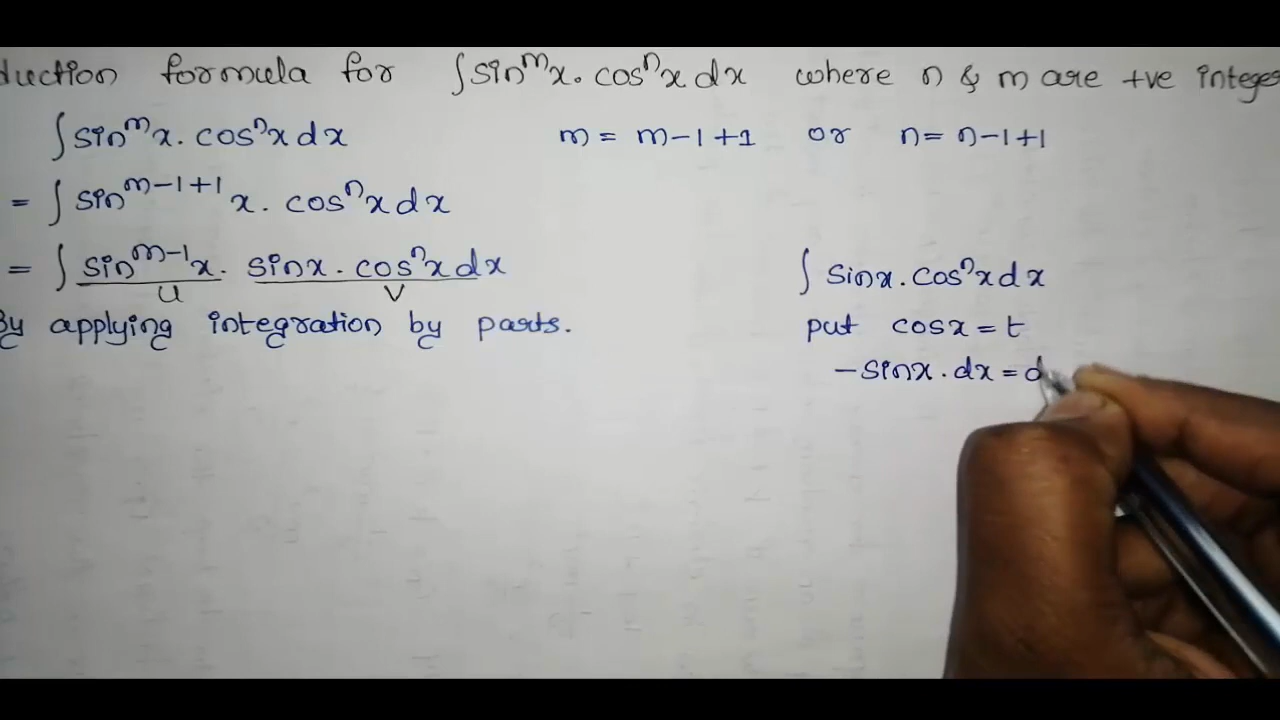 duction formula for ∫sinᵐx.cosⁿx dx where n & m are +ve intege
∫sinᵐx.cosⁿx dx m = m-1+1 or n = n-1+1
= ∫sinᵐ⁻¹⁺¹x.cosⁿx dx
= ∫sinᵐ⁻¹x. sinx.cosⁿx dx
U V
By applying integration by parts.
∫Sinx.cosⁿx dx
put cosx = t
-sinx.dx = d